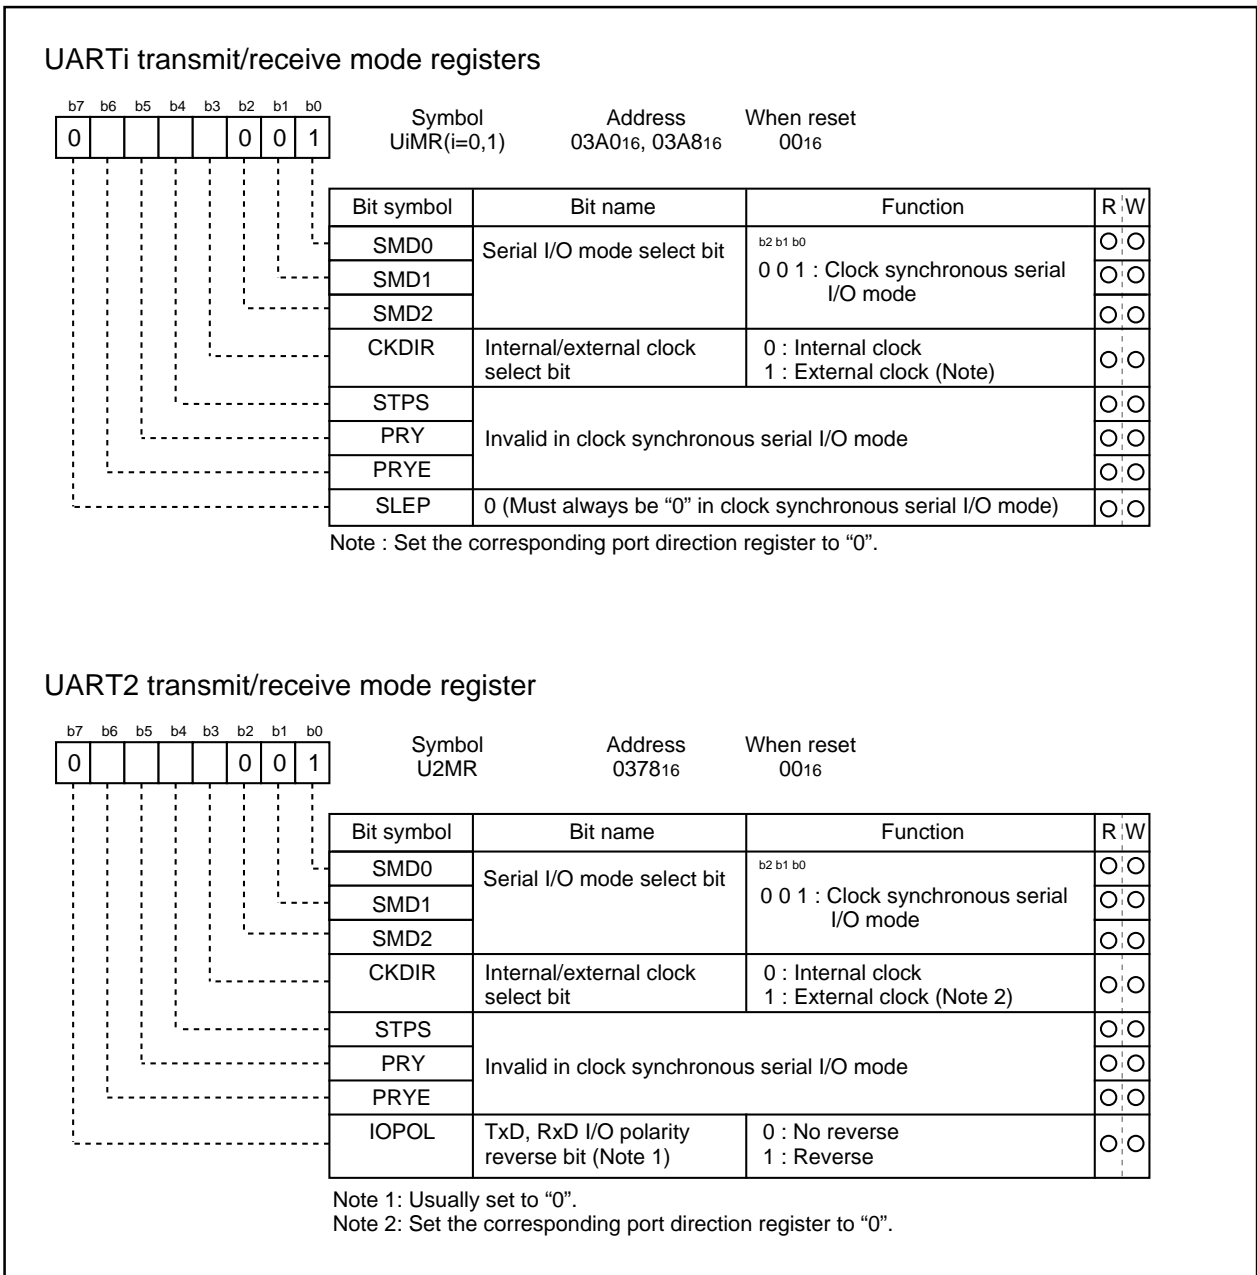 UARTi transmit/receive mode registers
b7 b6 b5 b4 b3 b2 b1 b0
0 0 0 1
Symbol Address When reset
UiMR(i=0,1) 03A016, 03A816 0016
Bit symbol Bit name Function R W
SMD0 Serial I/O mode select bit b2 b1 b0
SMD1 0 0 1 : Clock synchronous serial
I/O mode
SMD2
CKDIR Internal/external clock 0 : Internal clock
select bit 1 : External clock (Note)
STPS
PRY Invalid in clock synchronous serial I/O mode
PRYE
SLEP 0 (Must always be “0” in clock synchronous serial I/O mode)
Note : Set the corresponding port direction register to “0”.
UART2 transmit/receive mode register
b7 b6 b5 b4 b3 b2 b1 b0
0 0 0 1
Symbol Address When reset
U2MR 037816 0016
Bit symbol Bit name Function R W
SMD0 Serial I/O mode select bit b2 b1 b0
SMD1 0 0 1 : Clock synchronous serial
I/O mode
SMD2
CKDIR Internal/external clock 0 : Internal clock
select bit 1 : External clock (Note 2)
STPS
PRY Invalid in clock synchronous serial I/O mode
PRYE
IOPOL TxD, RxD I/O polarity 0 : No reverse
reverse bit (Note 1) 1 : Reverse
Note 1: Usually set to “0”.
Note 2: Set the corresponding port direction register to “0”.